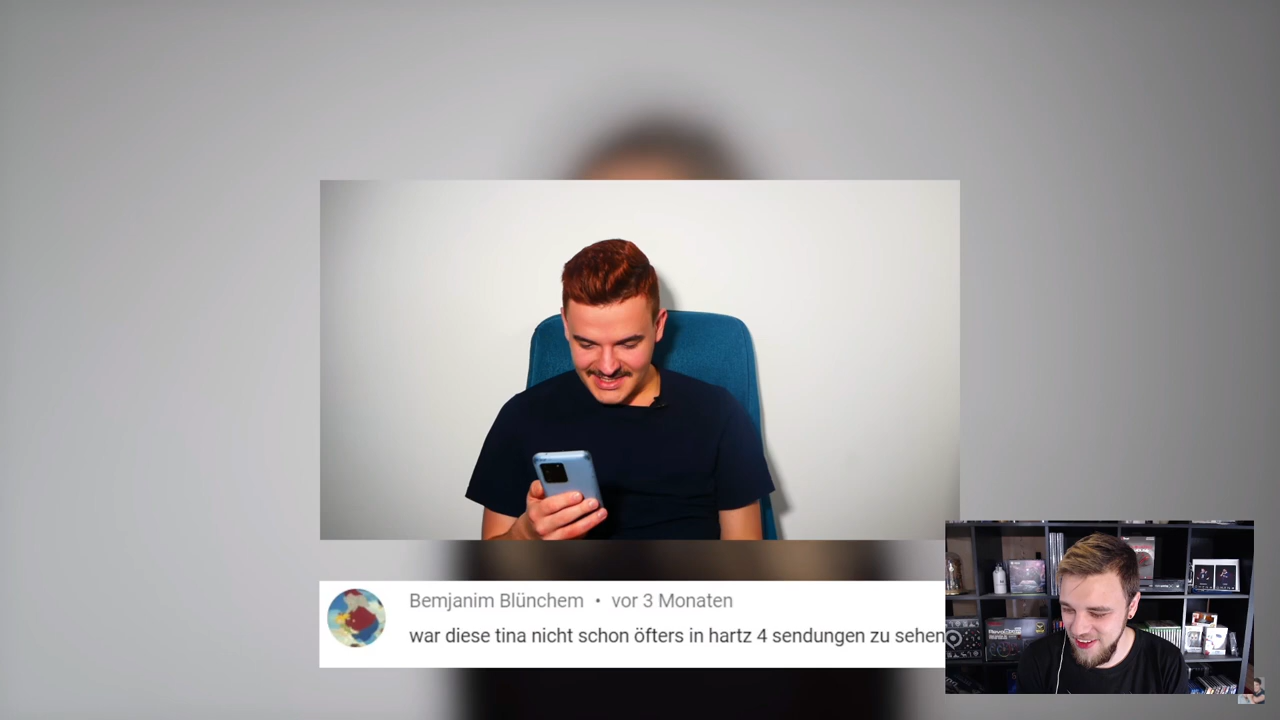 Bemjanim Blünchem • vor 3 Monaten
war diese tina nicht schon öfters in hartz 4 sendungen zu sehen